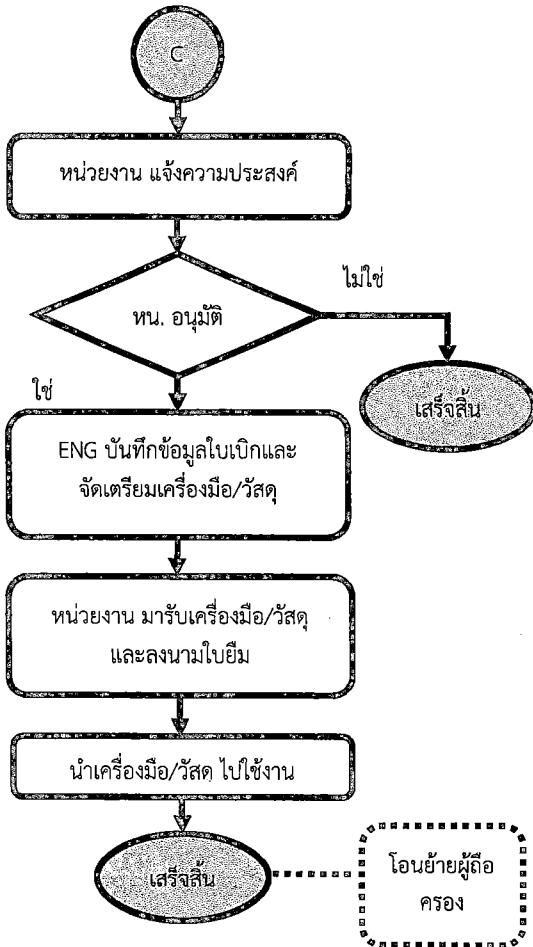 C
หน่วยงาน แจ้งความประสงค์
ไม่ใช่
หน. อนุมัติ
ใช่
เสร็จสิ้น
ENG บันทึกข้อมูลใบเบิกและ
จัดเตรียมเครื่องมือ/วัสดุ
หน่วยงาน มารับเครื่องมือ/วัสดุ
และลงนามใบยืม
นำเครื่องมือ/วัสดุ ไปใช้งาน
เสร็จสิ้น
โอนย้ายผู้ถือ
ครอง